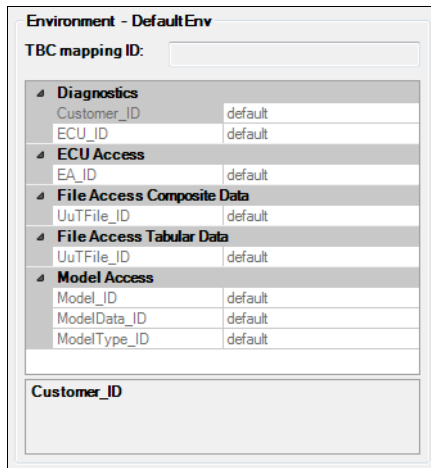 Environment - DefaultEnv
TBC mapping ID:
Diagnostics
Customer_ID default
ECU_ID default
ECU Access
EA_ID default
File Access Composite Data
UuTFile_ID default
File Access Tabular Data
UuTFile_ID default
Model Access
Model_ID default
ModelData_ID default
ModelType_ID default
Customer_ID